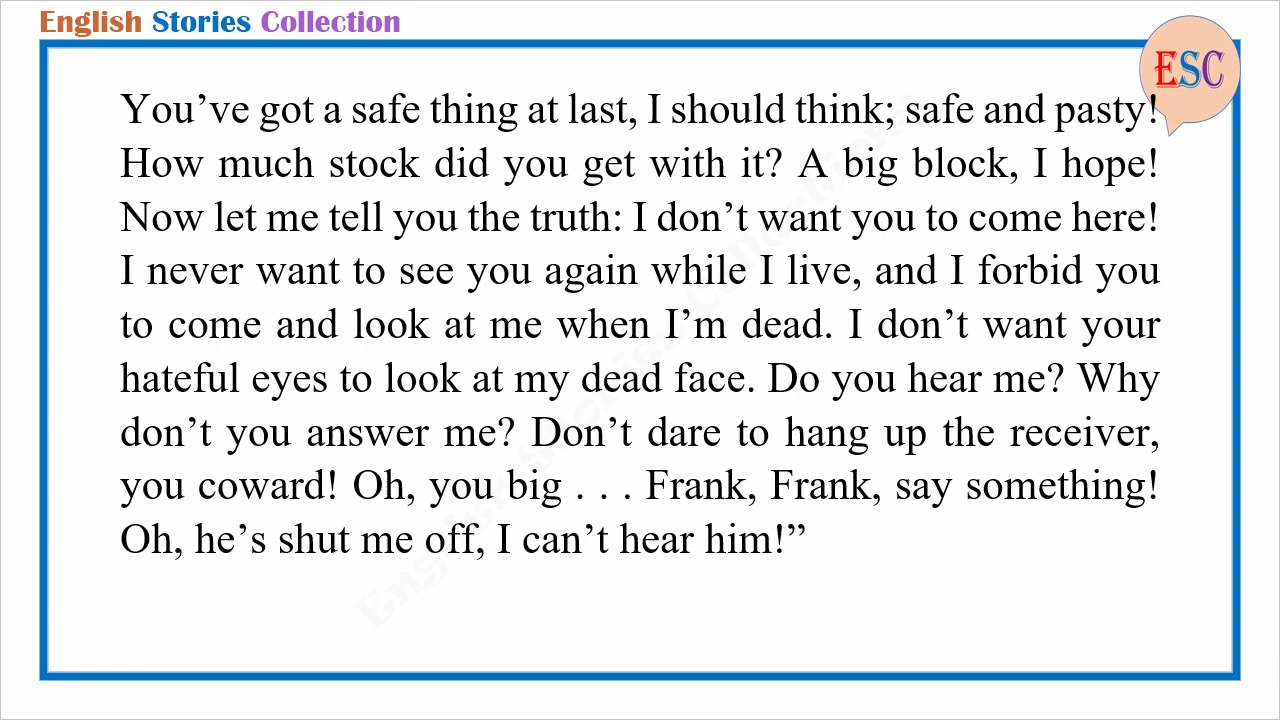 English Stories Collection
ESC
You’ve got a safe thing at last, I should think; safe and pasty!
How much stock did you get with it? A big block, I hope!
Now let me tell you the truth: I don’t want you to come here!
I never want to see you again while I live, and I forbid you
to come and look at me when I’m dead. I don’t want your
hateful eyes to look at my dead face. Do you hear me? Why
don’t you answer me? Don’t dare to hang up the receiver,
you coward! Oh, you big . . . Frank, Frank, say something!
Oh, he’s shut me off, I can’t hear him!”
English Stories Collection